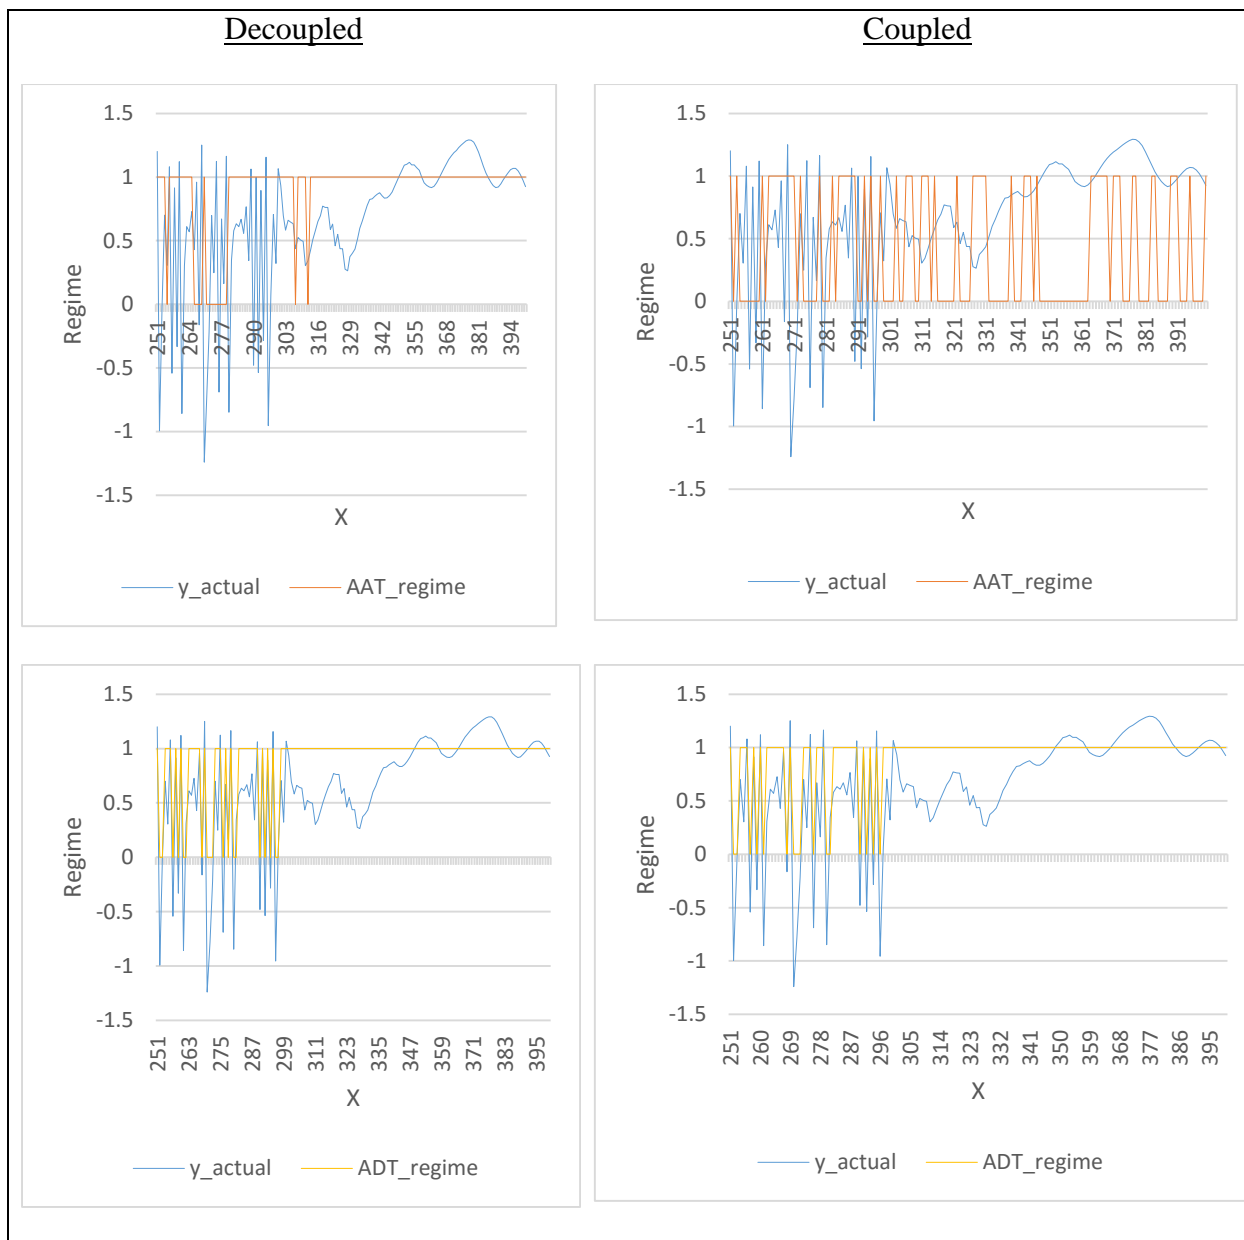 Decoupled
Coupled
1.5
1
0.5
0
-0.5
-1
-1.5
Regime
251 264 277 290 303 316 329 342 355 368 381 394
X
y_actual AAT_regime
1.5
1
0.5
0
-0.5
-1
-1.5
Regime
251 261 271 281 291 301 311 321 331 341 351 361 371 381 391
X
y_actual AAT_regime
1.5
1
0.5
0
-0.5
-1
-1.5
Regime
251 263 275 287 299 311 323 335 347 359 371 383 395
X
y_actual ADT_regime
1.5
1
0.5
0
-0.5
-1
-1.5
Regime
251 260 269 278 287 296 305 314 323 332 341 350 359 368 377 386 395
X
y_actual ADT_regime